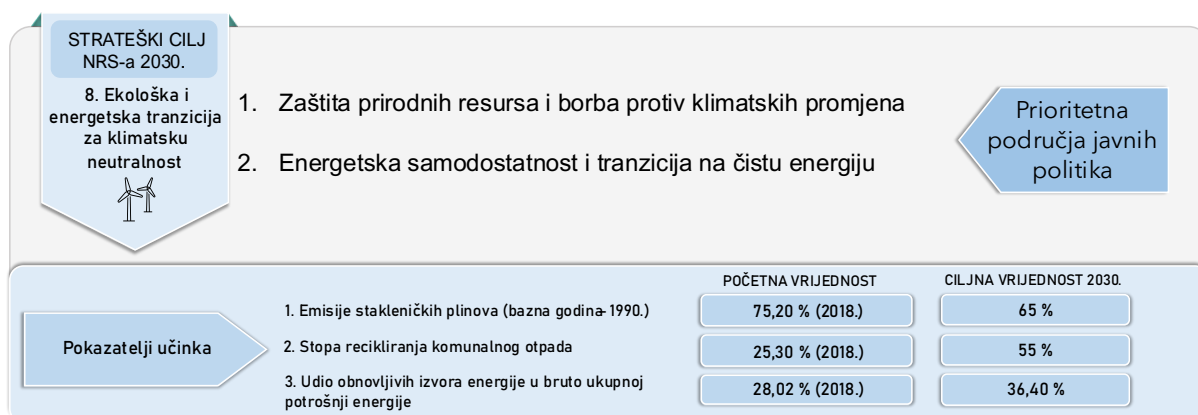 STRATEŠKI CILJ
NRS-a 2030.
8. Ekološka i
energetska tranzicija
za klimatsku
neutralnost
1. Zaštita prirodnih resursa i borba protiv klimatskih promjena
2. Energetska samodostatnost i tranzicija na čistu energiju
Prioritetna
područja javnih
politika
Pokazatelji učinka
POČETNA VRIJEDNOST
CILJNA VRIJEDNOST 2030.
1. Emisije stakleničkih plinova (bazna godina-1990.)
75,20 % (2018.)
65 %
2. Stopa recikliranja komunalnog otpada
25,30 % (2018.)
55 %
3. Udio obnovljivih izvora energije u bruto ukupnoj
potrošnji energije
28,02 % (2018.)
36,40 %